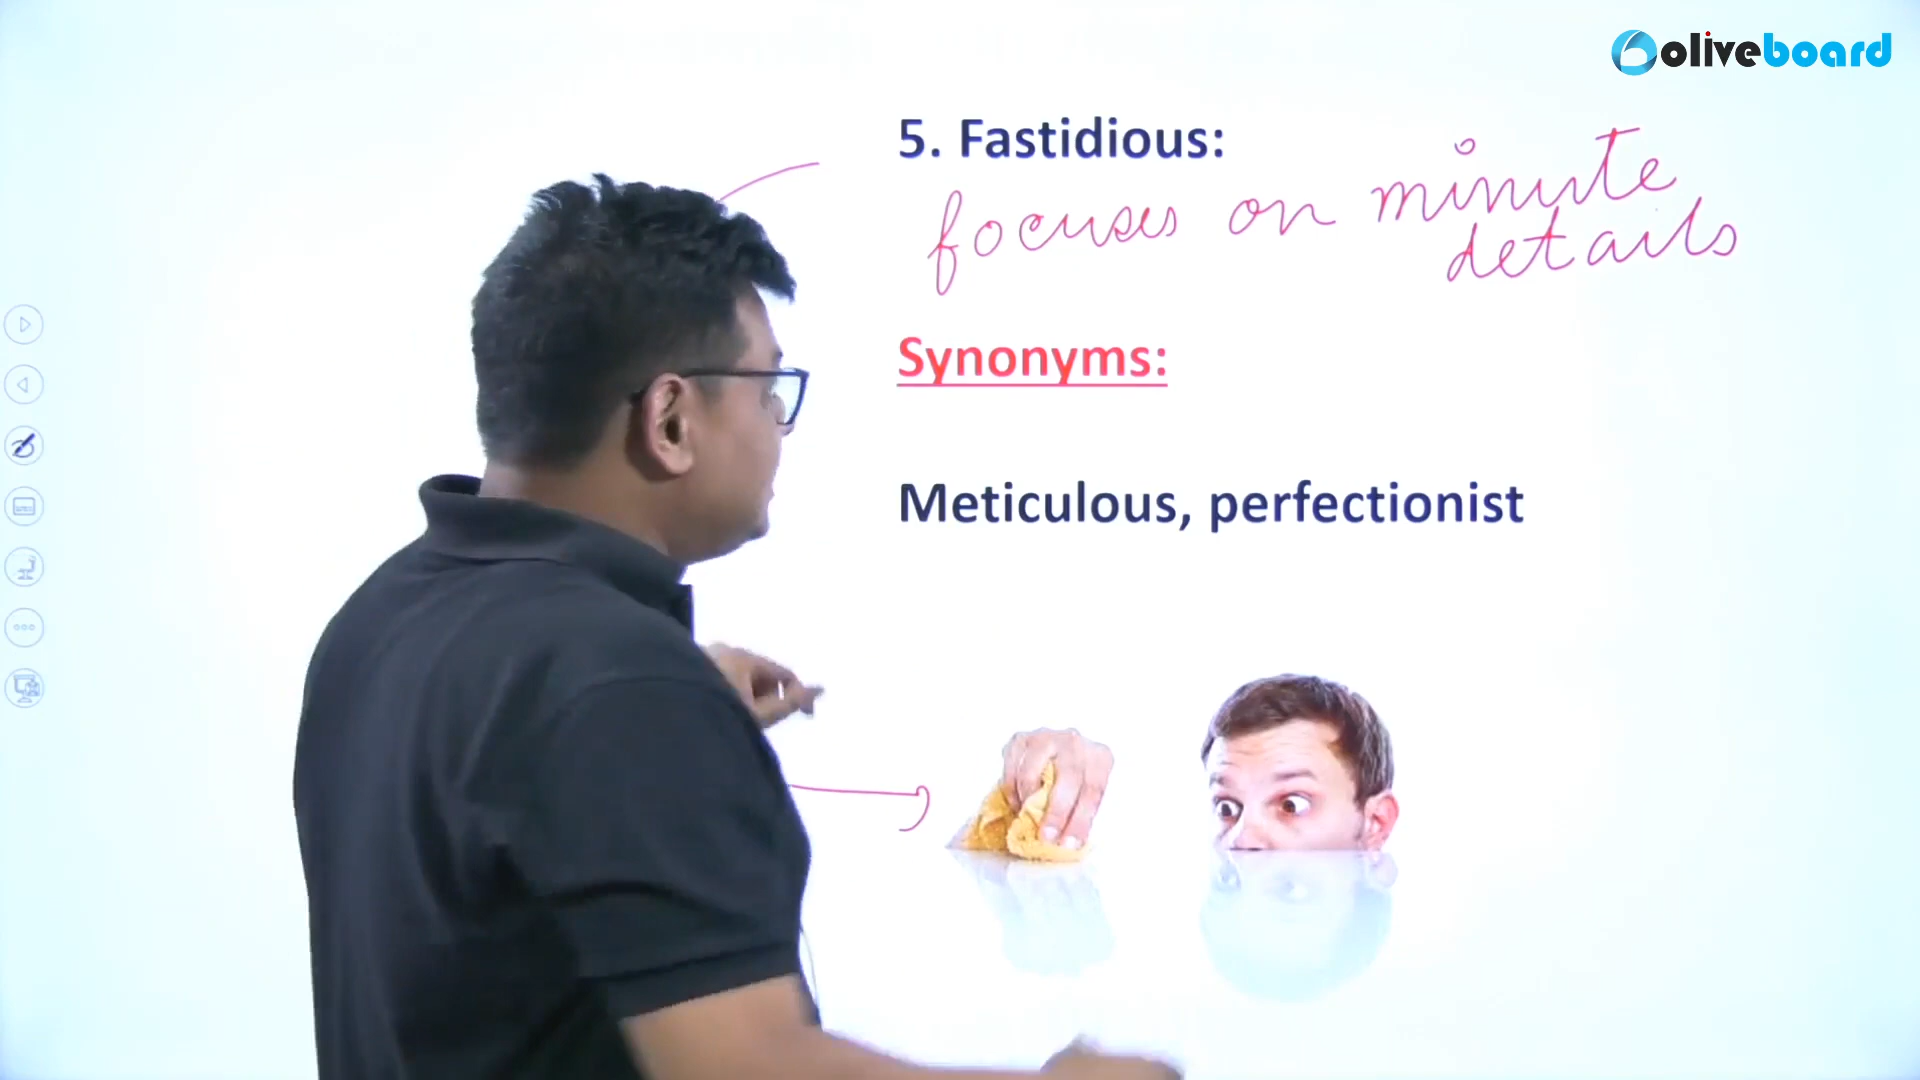 oliveboard
5. Fastidious:
focuses on minute
details
Synonyms:
Meticulous, perfectionist